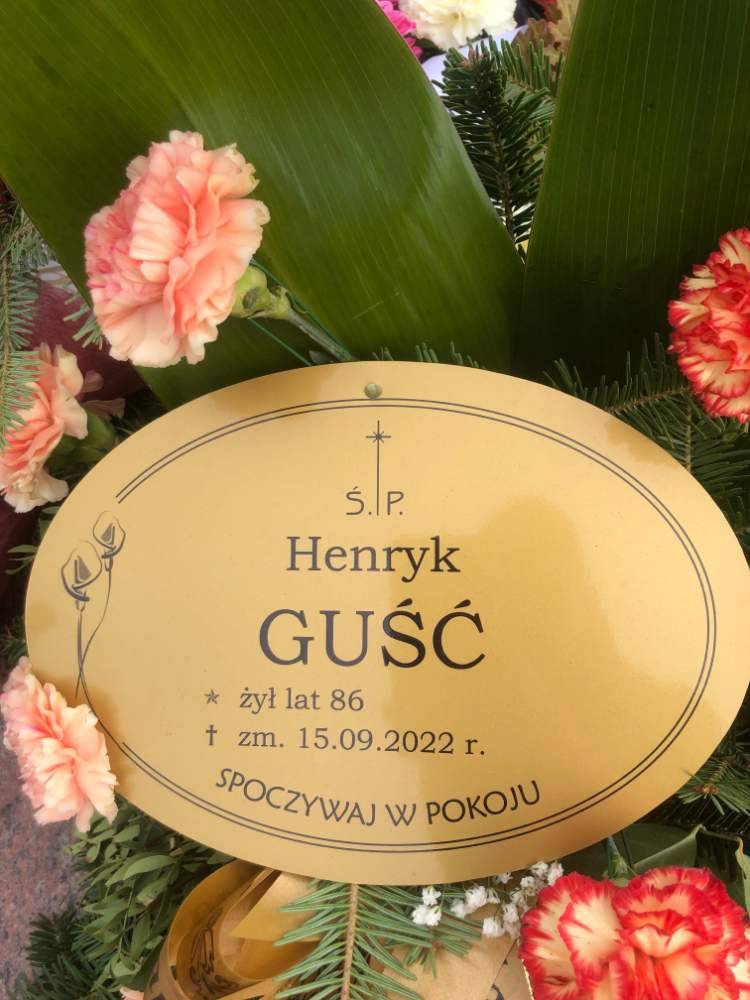 Ś. P.
Henryk
GUŚĆ
✶ żył lat 86
† zm. 15.09.2022 r.
SPOCZYWAJ W POKOJU